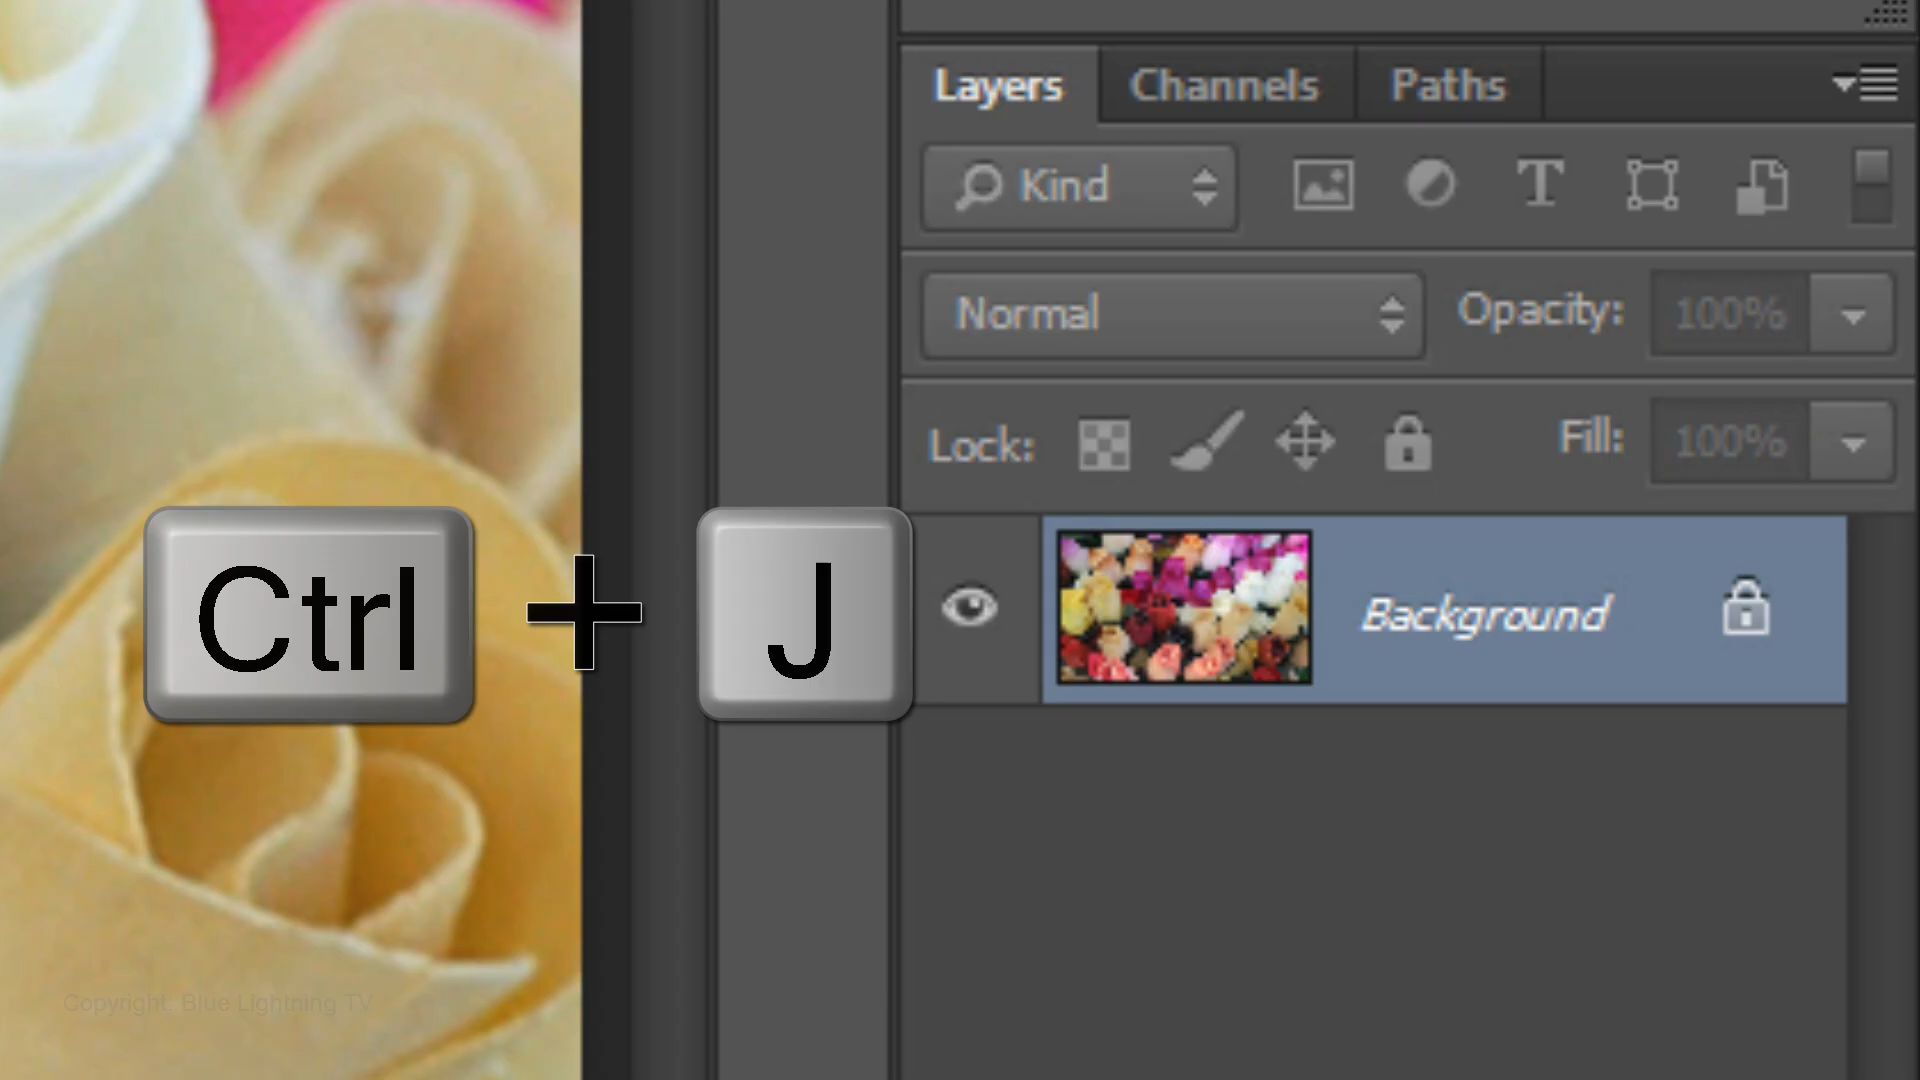 Layers Channels Paths
Kind T
Normal Opacity: 100%
Lock: Fill: 100%
Ctrl + J Background
Copyright: Blue Lightning TV